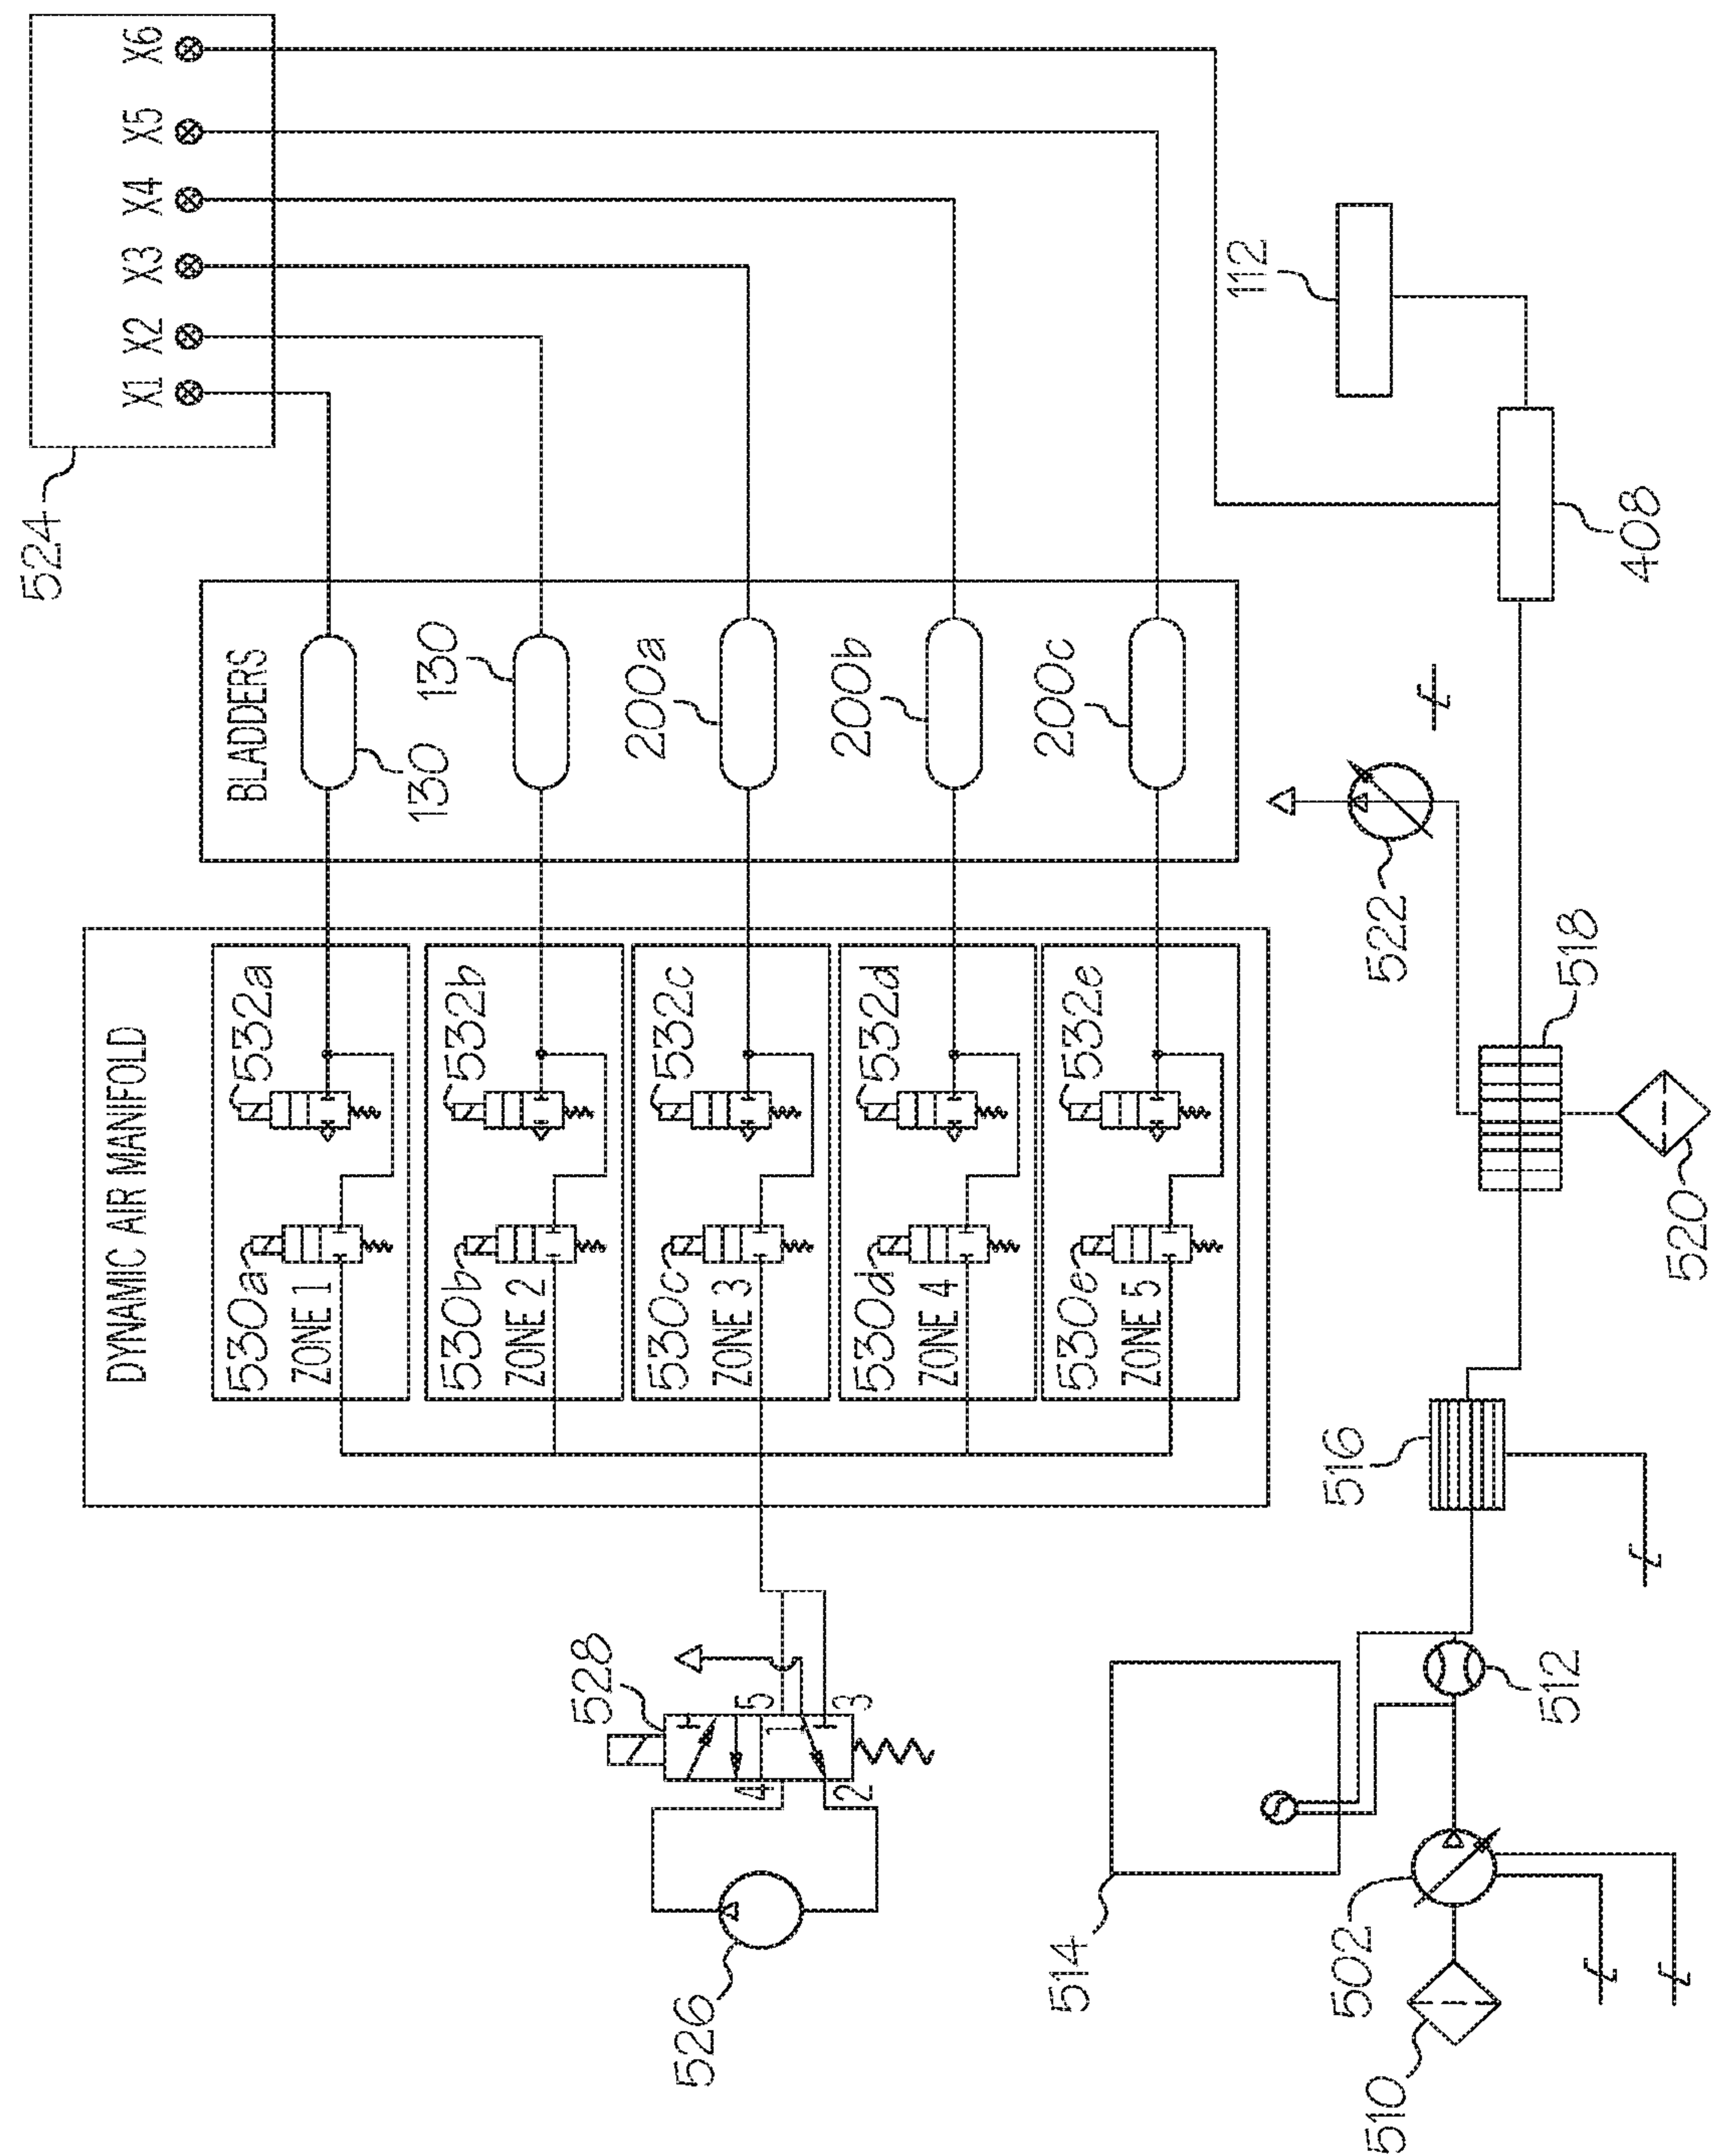 524
X1 X2 X3 X4 X5 X6
BLADDERS
130
130
200a
200b
200c
112
408
DYNAMIC AIR MANIFOLD
532a
530a
ZONE 1
532b
530b
ZONE 2
532c
530c
ZONE 3
532d
530d
ZONE 4
532e
530e
ZONE 5
522
518
520
516
528
4 5
1
2 3
526
514
512
502
510